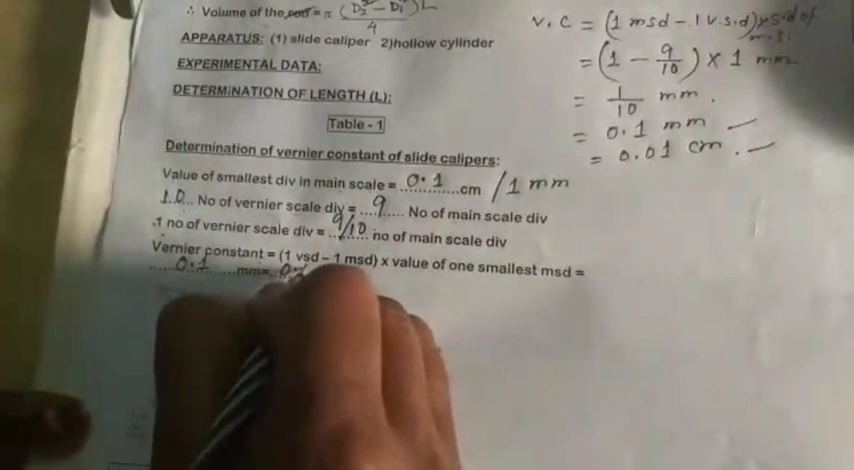 ∴ Volume of the rod = π (D₂² – D₁²)L
4
APPARATUS: (1) slide caliper 2)hollow cylinder
EXPERIMENTAL DATA:
DETERMINATION OF LENGTH (L):
Table - 1
Determination of vernier constant of slide calipers:
Value of smallest div in main scale = 0.1 cm / 1 mm
10 No of vernier scale div = 9 No of main scale div
1 no of vernier scale div = 9/10 no of main scale div
Vernier constant = (1 vsd – 1 msd) x value of one smallest msd =
0.1 mm= 0.
V.C = (1 msd - 1 v.s.d) x s.d of m.s.
= (1 - 9/10) × 1 mm
= 1/10 mm.
= 0.1 mm
= 0.01 cm.